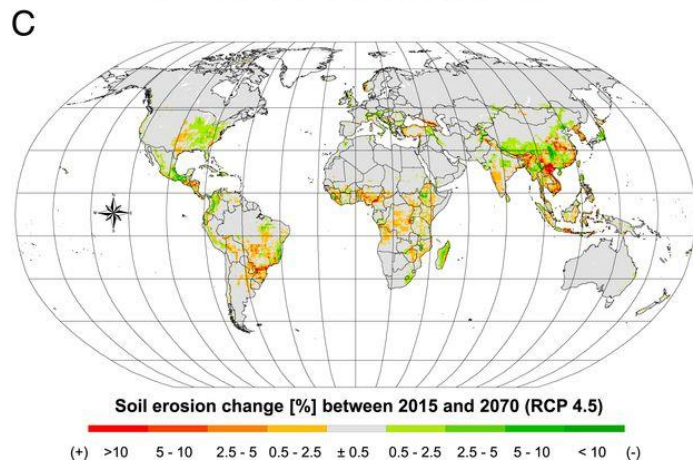 C
Soil erosion change [%] between 2015 and 2070 (RCP 4.5)
(+) >10 5 - 10 2.5 - 5 0.5 - 2.5 ± 0.5 0.5 - 2.5 2.5 - 5 5 - 10 < 10 (-)